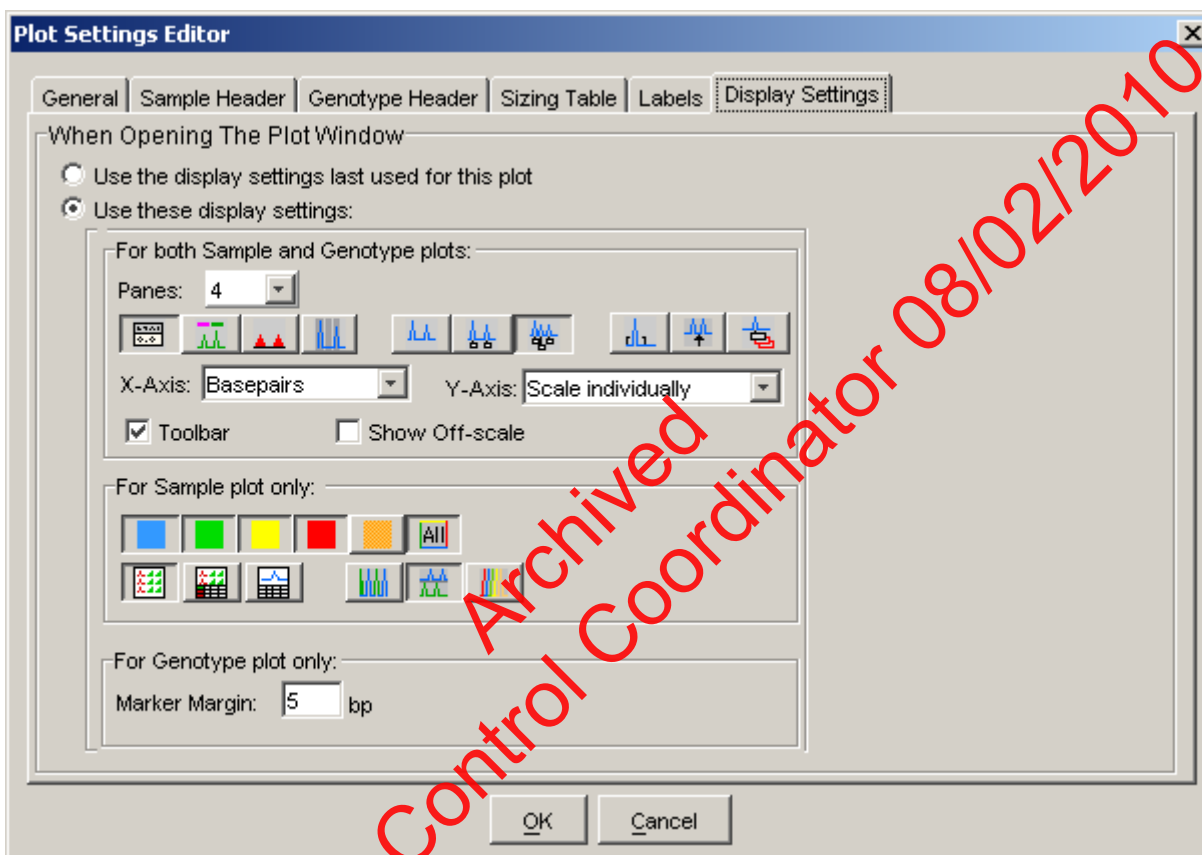 Plot Settings Editor
General Sample Header Genotype Header Sizing Table Labels Display Settings
When Opening The Plot Window
Use the display settings last used for this plot
Use these display settings:
For both Sample and Genotype plots:
Panes: 4
X-Axis: Basepairs Y-Axis: Scale individually
Toolbar Show Off-scale
For Sample plot only:
All
For Genotype plot only:
Marker Margin: 5 bp
OK Cancel
Archived
Control Coordinator 08/02/2010